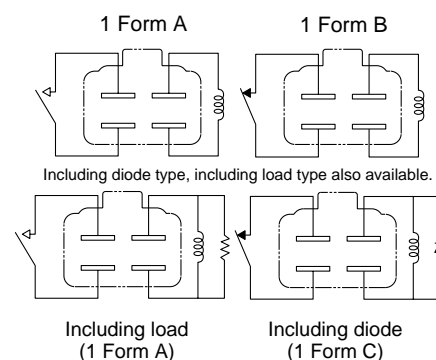 1 Form A
1 Form B
Including diode type, including load type also available.
Including load
(1 Form A)
Including diode
(1 Form C)